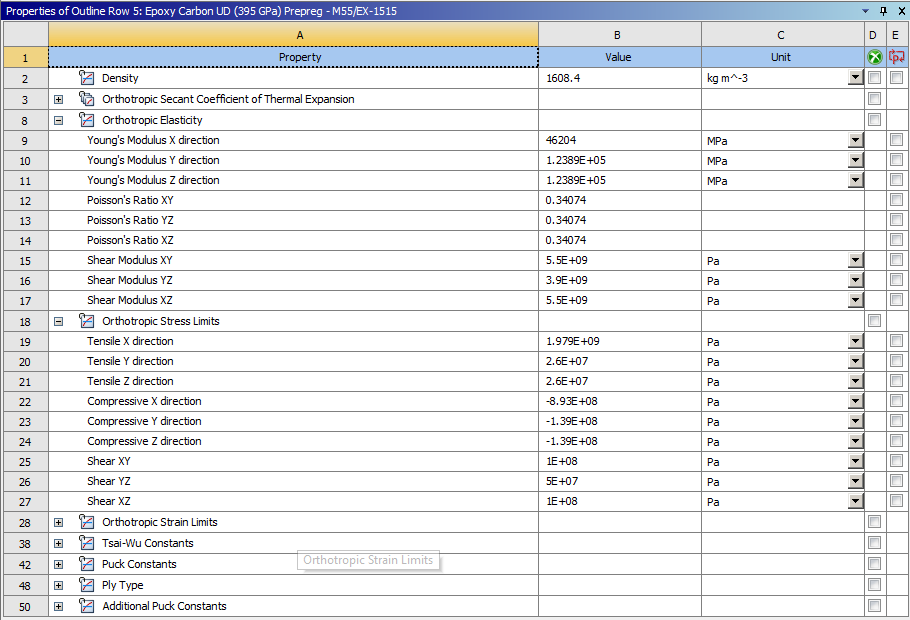 Properties of Outline Row 5: Epoxy Carbon UD (395 GPa) Prepreg - M55/EX-1515
A B C D E
1 Property Value Unit
2 Density 1608.4 kg m^-3
3 Orthotropic Secant Coefficient of Thermal Expansion
8 Orthotropic Elasticity
9 Young's Modulus X direction 46204 MPa
10 Young's Modulus Y direction 1.2389E+05 MPa
11 Young's Modulus Z direction 1.2389E+05 MPa
12 Poisson's Ratio XY 0.34074
13 Poisson's Ratio YZ 0.34074
14 Poisson's Ratio XZ 0.34074
15 Shear Modulus XY 5.5E+09 Pa
16 Shear Modulus YZ 3.9E+09 Pa
17 Shear Modulus XZ 5.5E+09 Pa
18 Orthotropic Stress Limits
19 Tensile X direction 1.979E+09 Pa
20 Tensile Y direction 2.6E+07 Pa
21 Tensile Z direction 2.6E+07 Pa
22 Compressive X direction -8.93E+08 Pa
23 Compressive Y direction -1.39E+08 Pa
24 Compressive Z direction -1.39E+08 Pa
25 Shear XY 1E+08 Pa
26 Shear YZ 5E+07 Pa
27 Shear XZ 1E+08 Pa
28 Orthotropic Strain Limits
38 Tsai-Wu Constants
42 Puck Constants
Orthotropic Strain Limits
48 Ply Type
50 Additional Puck Constants